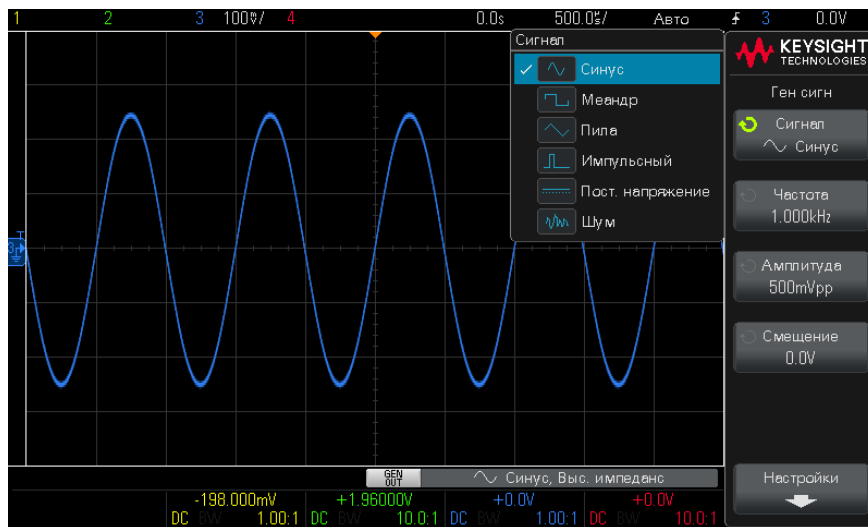 1 2 3 100㎷/ 4 0.0s 500.0㎲/ Авто 3 0.0V
Сигнал
Синус
Меандр
Пила
Импульсный
Пост. напряжение
Шум
KEYSIGHT
TECHNOLOGIES
Ген сигн
Сигнал
Синус
Частота
1.000kHz
Амплитуда
500mVpp
Смещение
0.0V
Настройки
GEN
OUT
Синус, Выс. импеданс
-198.000mV +1.96000V +0.0V +0.0V
DC BW 1.00:1 DC BW 10.0:1 DC BW 1.00:1 DC BW 10.0:1